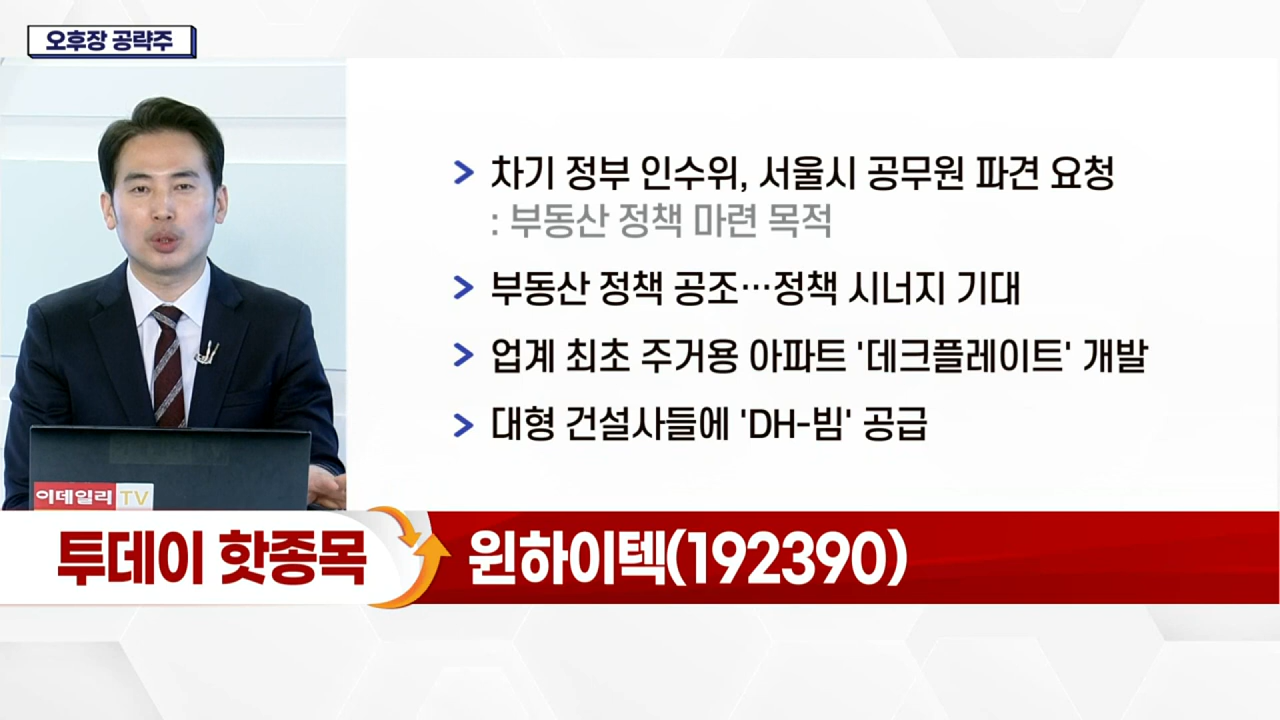 오후장 공략주
> 차기 정부 인수위, 서울시 공무원 파견 요청
: 부동산 정책 마련 목적
> 부동산 정책 공조…정책 시너지 기대
> 업계 최초 주거용 아파트 '데크플레이트' 개발
> 대형 건설사들에 'DH-빔' 공급
이데일리 TV
투데이 핫종목
윈하이텍(192390)